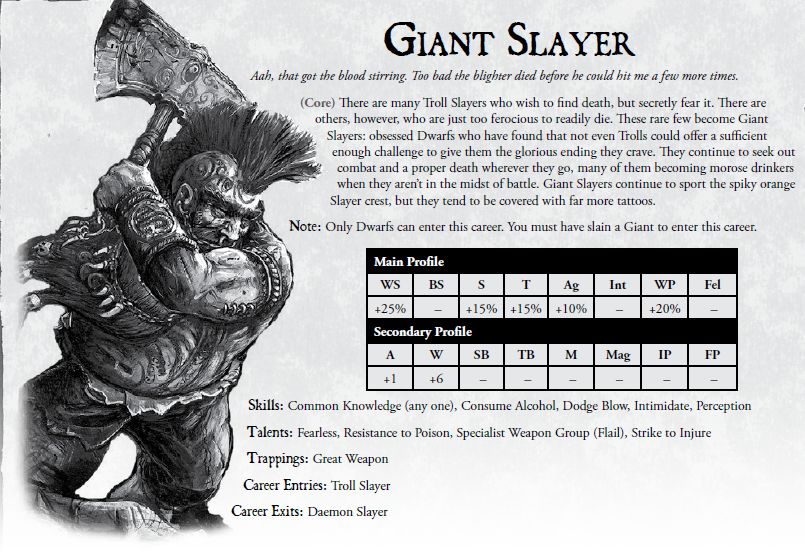 GIANT SLAYER
Aah, that got the blood stirring. Too bad the blighter died before he could hit me a few more times.
(Core) There are many Troll Slayers who wish to find death, but secretly fear it. There are
others, however, who are just too ferocious to readily die. These rare few become Giant
Slayers: obsessed Dwarfs who have found that not even Trolls could offer a sufficient
enough challenge to give them the glorious ending they crave. They continue to seek out
combat and a proper death wherever they go, many of them becoming morose drinkers
when they aren't in the midst of battle. Giant Slayers continue to sport the spiky orange
Slayer crest, but they tend to be covered with far more tattoos.
Note: Only Dwarfs can enter this career. You must have slain a Giant to enter this career.
Main Profile
WS BS S T Ag Int WP Fel
+25% – +15% +15% +10% – +20% –
Secondary Profile
A W SB TB M Mag IP FP
+1 +6 – – – – – –
Skills: Common Knowledge (any one), Consume Alcohol, Dodge Blow, Intimidate, Perception
Talents: Fearless, Resistance to Poison, Specialist Weapon Group (Flail), Strike to Injure
Trappings: Great Weapon
Career Entries: Troll Slayer
Career Exits: Daemon Slayer